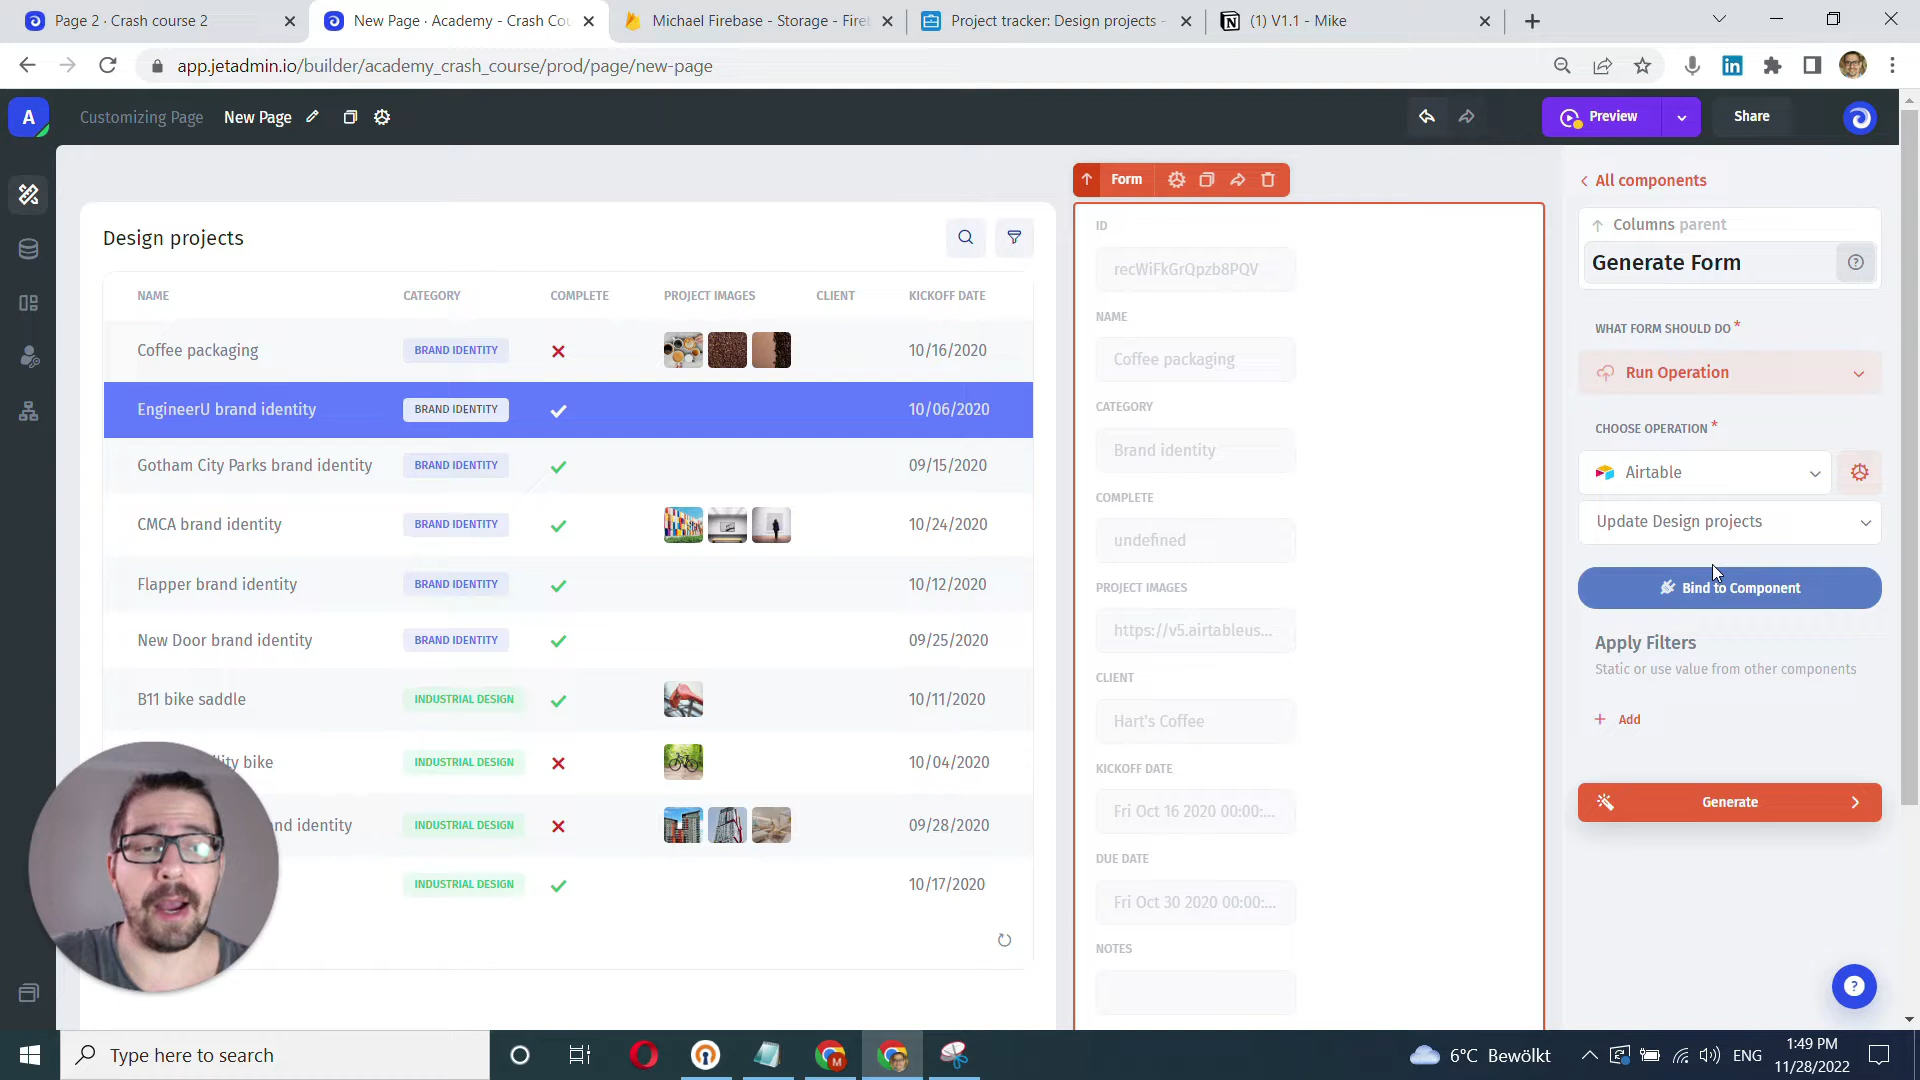 Page 2 · Crash course 2
New Page · Academy - Crash Cou
Michael Firebase - Storage - Fireb
Project tracker: Design projects -
(1) V1.1 - Mike
app.jetadmin.io/builder/academy_crash_course/prod/page/new-page
A
Customizing Page
New Page
Preview
Share
Form
All components
Columns parent
Generate Form
WHAT FORM SHOULD DO *
Run Operation
CHOOSE OPERATION *
Airtable
Update Design projects
Bind to Component
Apply Filters
Static or use value from other components
+ Add
Generate
Design projects
NAME CATEGORY COMPLETE PROJECT IMAGES CLIENT KICKOFF DATE
Coffee packaging BRAND IDENTITY 10/16/2020
EngineerU brand identity BRAND IDENTITY 10/06/2020
Gotham City Parks brand identity BRAND IDENTITY 09/15/2020
CMCA brand identity BRAND IDENTITY 10/24/2020
Flapper brand identity BRAND IDENTITY 10/12/2020
New Door brand identity BRAND IDENTITY 09/25/2020
B11 bike saddle INDUSTRIAL DESIGN 10/11/2020
bike INDUSTRIAL DESIGN 10/04/2020
identity INDUSTRIAL DESIGN 09/28/2020
INDUSTRIAL DESIGN 10/17/2020
ID
recWiFkGrQpzb8PQV
NAME
Coffee packaging
CATEGORY
Brand identity
COMPLETE
undefined
PROJECT IMAGES
https://v5.airtableus...
CLIENT
Hart's Coffee
KICKOFF DATE
Fri Oct 16 2020 00:00:...
DUE DATE
Fri Oct 30 2020 00:00:...
NOTES
Type here to search
6°C Bewölkt
ENG
1:49 PM
11/28/2022